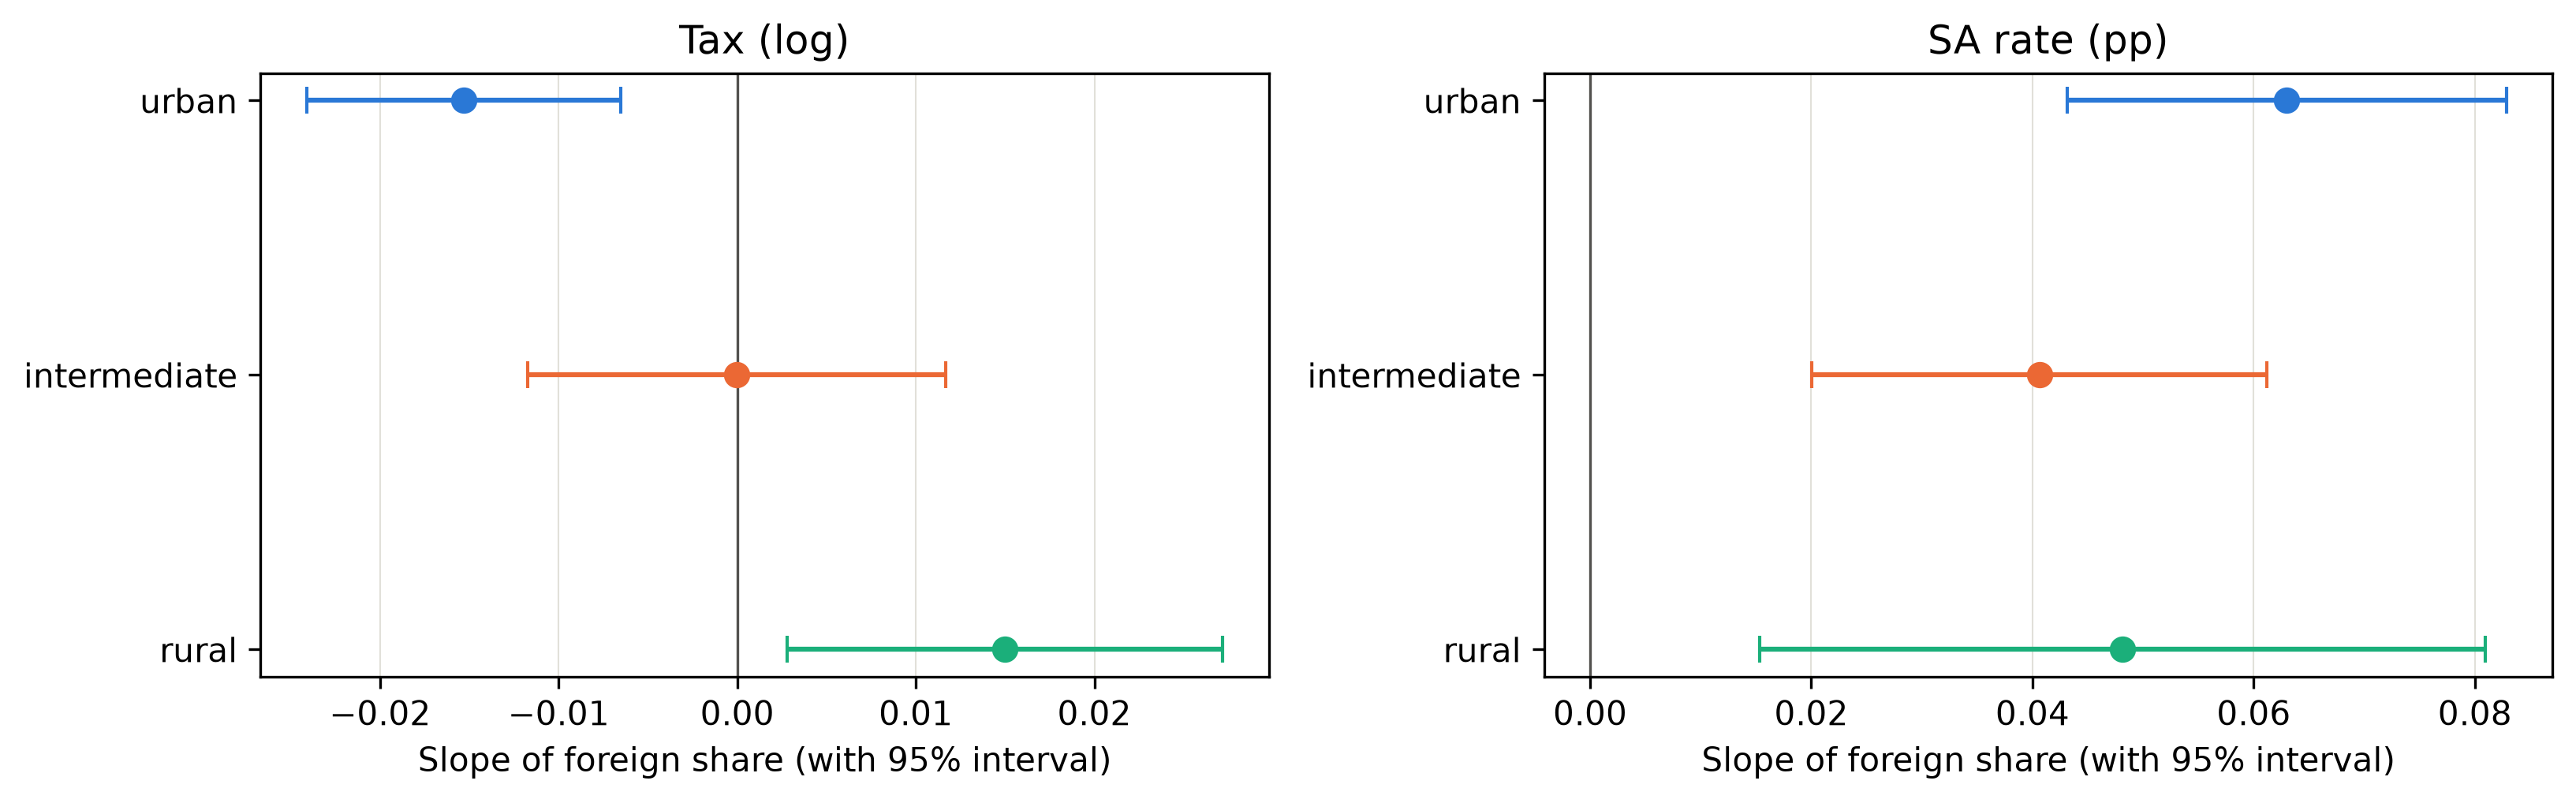 Tax (log)
urban
intermediate
rural
−0.02 −0.01 0.00 0.01 0.02
Slope of foreign share (with 95% interval)
SA rate (pp)
urban
intermediate
rural
0.00 0.02 0.04 0.06 0.08
Slope of foreign share (with 95% interval)